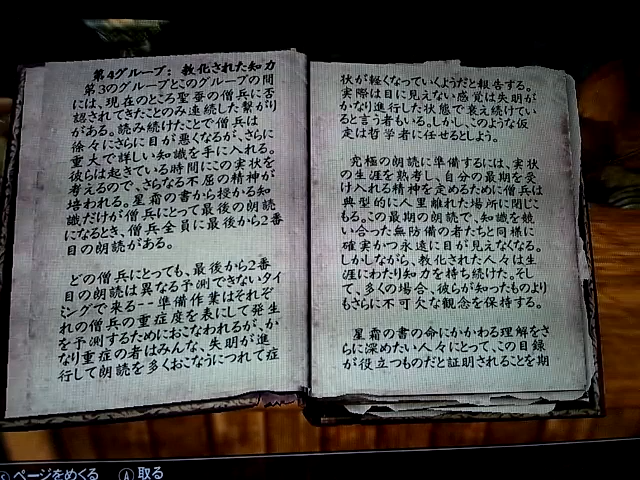 第4グループ: 教化された知力
第3のグループとこのグループの間
には、現在のところ聖蚕の僧兵に否
認されてきたことのみ連続した繋がり
がある。読み続けたことで僧兵は
徐々にさらに目が悪くなるが、さらに
重大で詳しい知識を手に入れる。
彼らは起きている時間にこの実状を
考えるので、さらなる不屈の精神が
培われる。星霜の書から授かる知
識だけが僧兵にとって最後の朗読
になるとき、僧兵全員に最後から2番
目の朗読がある。
どの僧兵にとっても、最後から2番
目の朗読は異なる予測できないタイ
ミングで来る--準備作業はそれぞ
れの僧兵の重症度を表にして発生
を予測するためにおこなわれるが、か
なり重症の者はみんな、失明が進
行して朗読を多くおこなうにつれて症
状が軽くなっていくようだと報告する。
実際は目に見えない感覚は失明が
かなり進行した状態で衰え続けてい
ると言う者もいる。しかし、このような仮
定は哲学者に任せるとしよう。
究極の朗読に準備するには、実状
の生涯を熟考し、自分の最期を受
け入れる精神を定めるために僧兵は
典型的に人里離れた場所に閉じこ
もる。この最期の朗読で、知識を競
い合った無防備の者たちと同様に
確実かつ永遠に目が見えなくなる。
しかしながら、教化された人々は生
涯にわたり知力を持ち続けた。そし
て、多くの場合、彼らが知ったものより
もさらに不可欠な観念を保持する。
星霜の書の命にかかわる理解をさ
らに深めたい人々にとって、この目録
が役立つものだと証明されることを期
ページをめくる A 取る